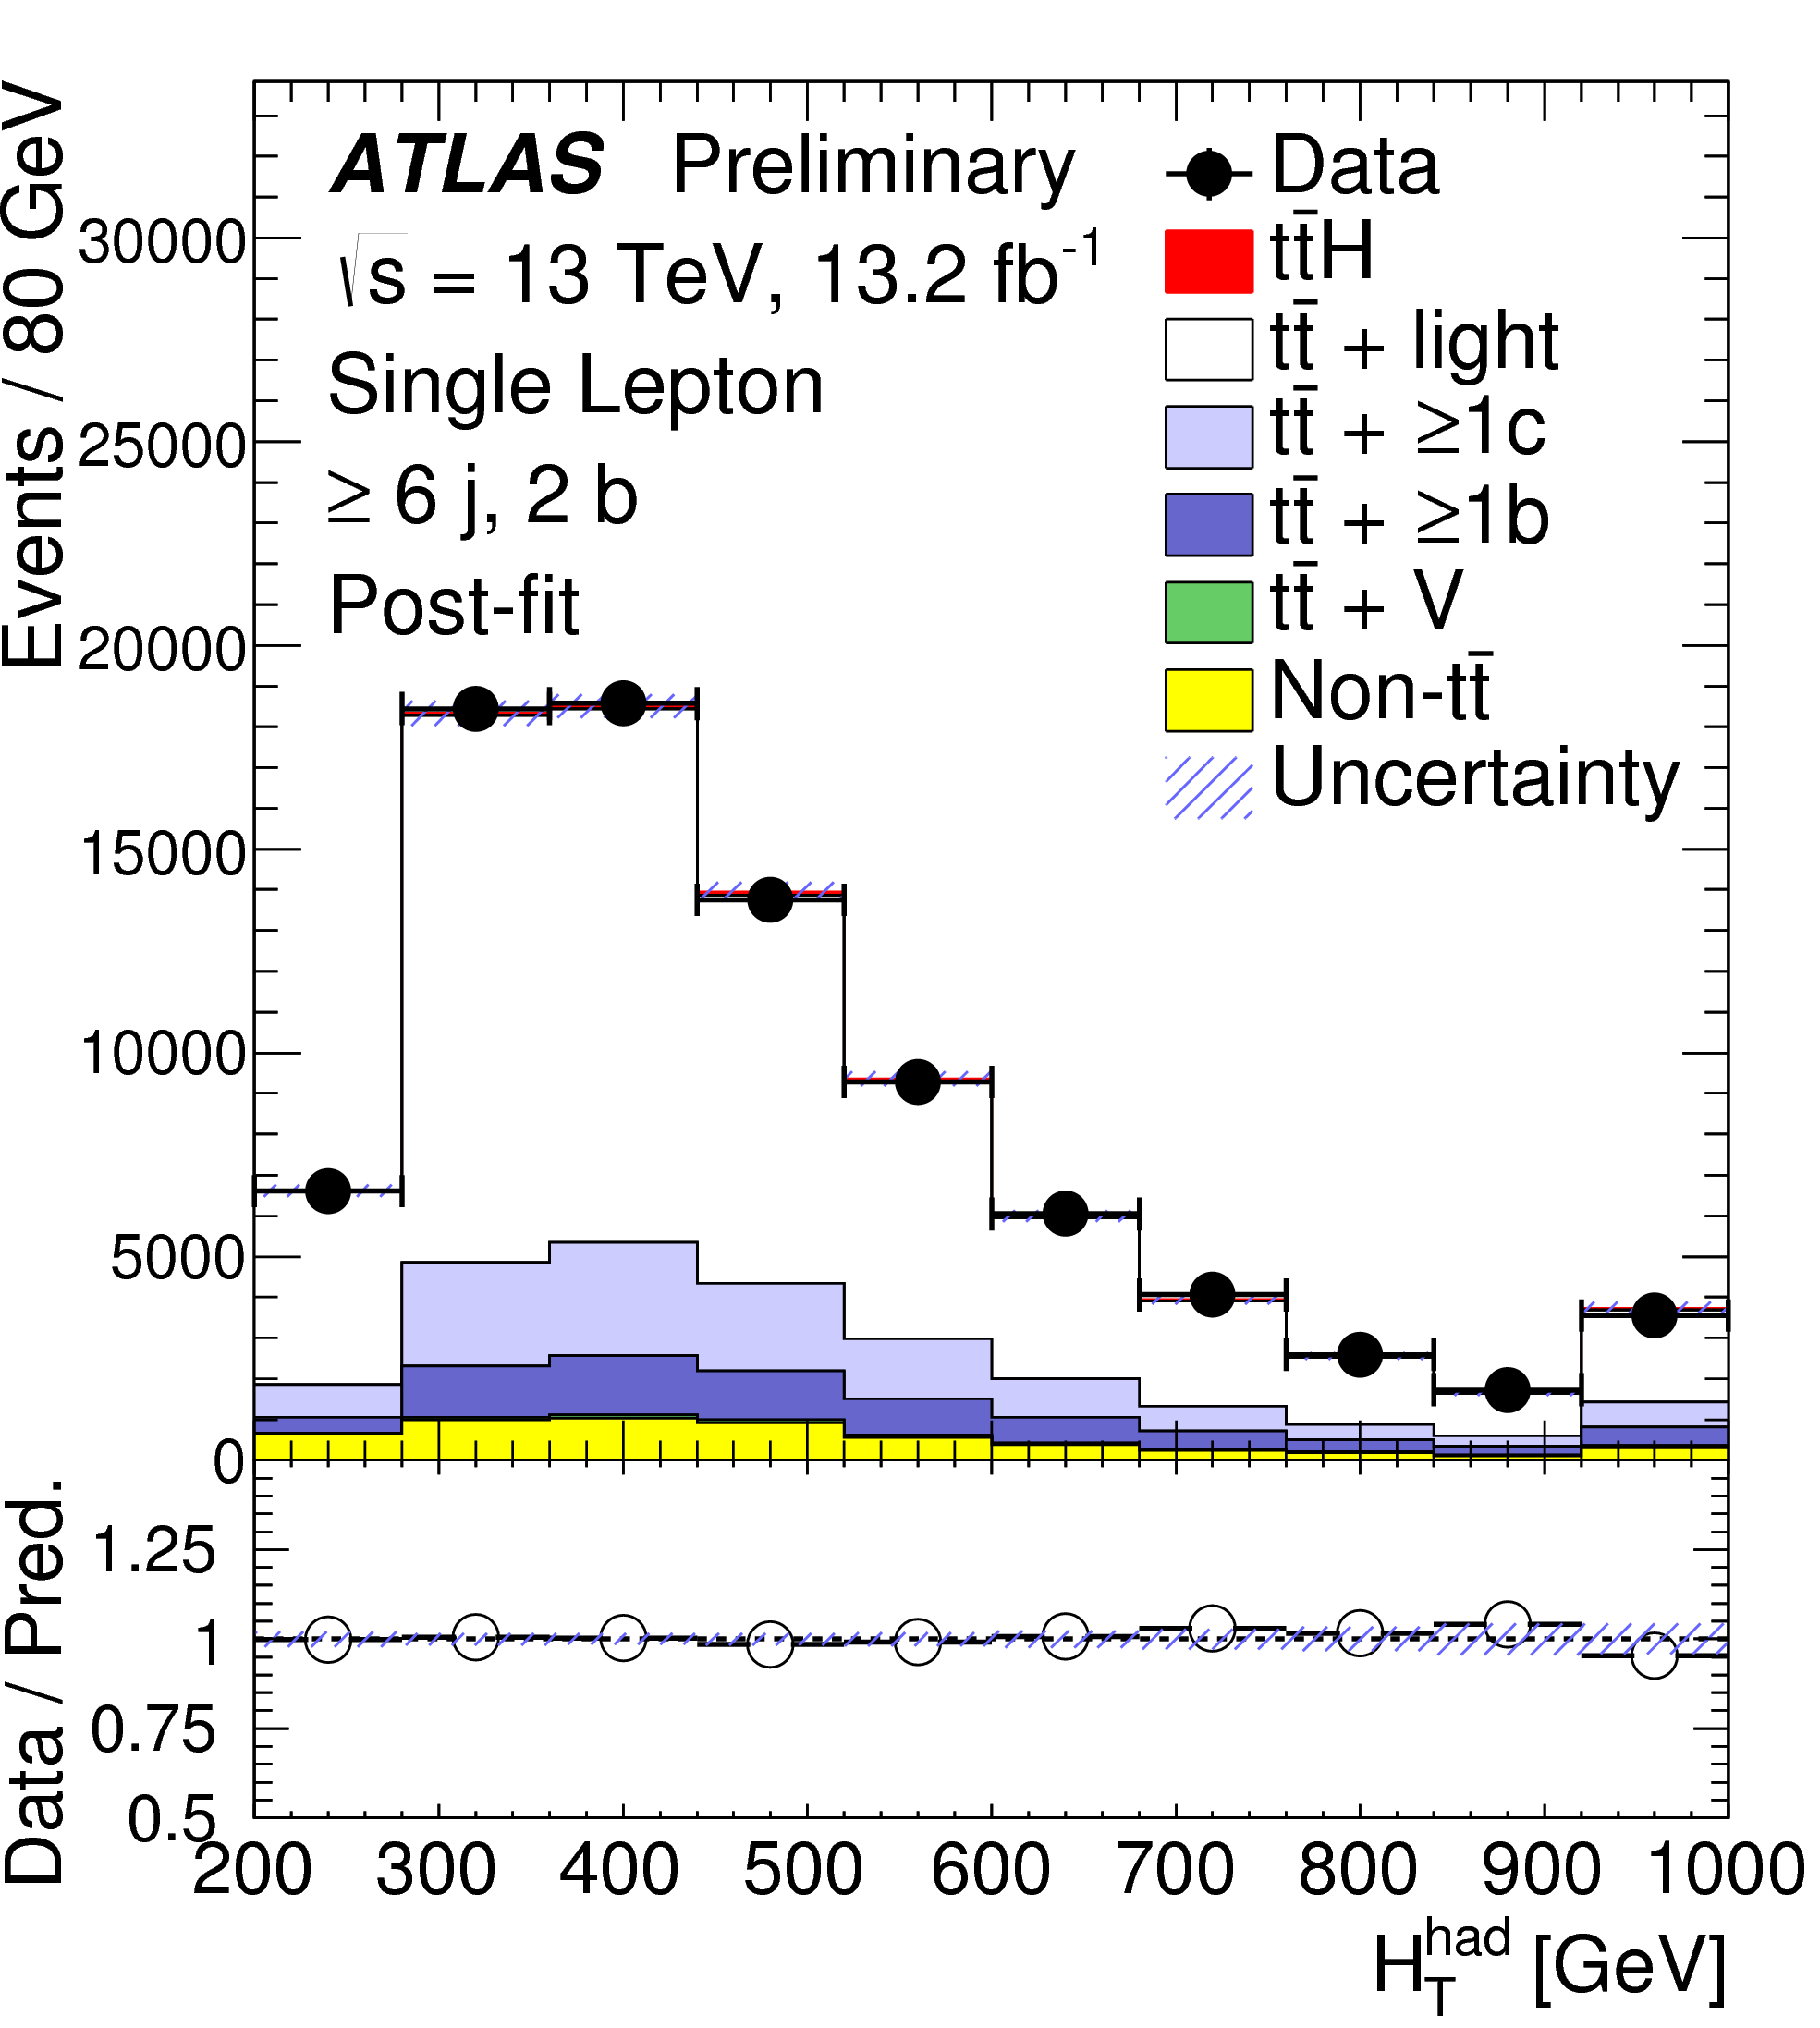 Events / 80 GeV
ATLAS Preliminary
√s = 13 TeV, 13.2 fb⁻¹
Single Lepton
≥ 6 j, 2 b
Post-fit
Data
tt̄H
tt̄ + light
tt̄ + ≥1c
tt̄ + ≥1b
tt̄ + V
Non-tt̄
Uncertainty
30000
25000
20000
15000
10000
5000
0
Data / Pred.
1.25
1
0.75
0.5
200 300 400 500 600 700 800 900 1000
H_T^had [GeV]